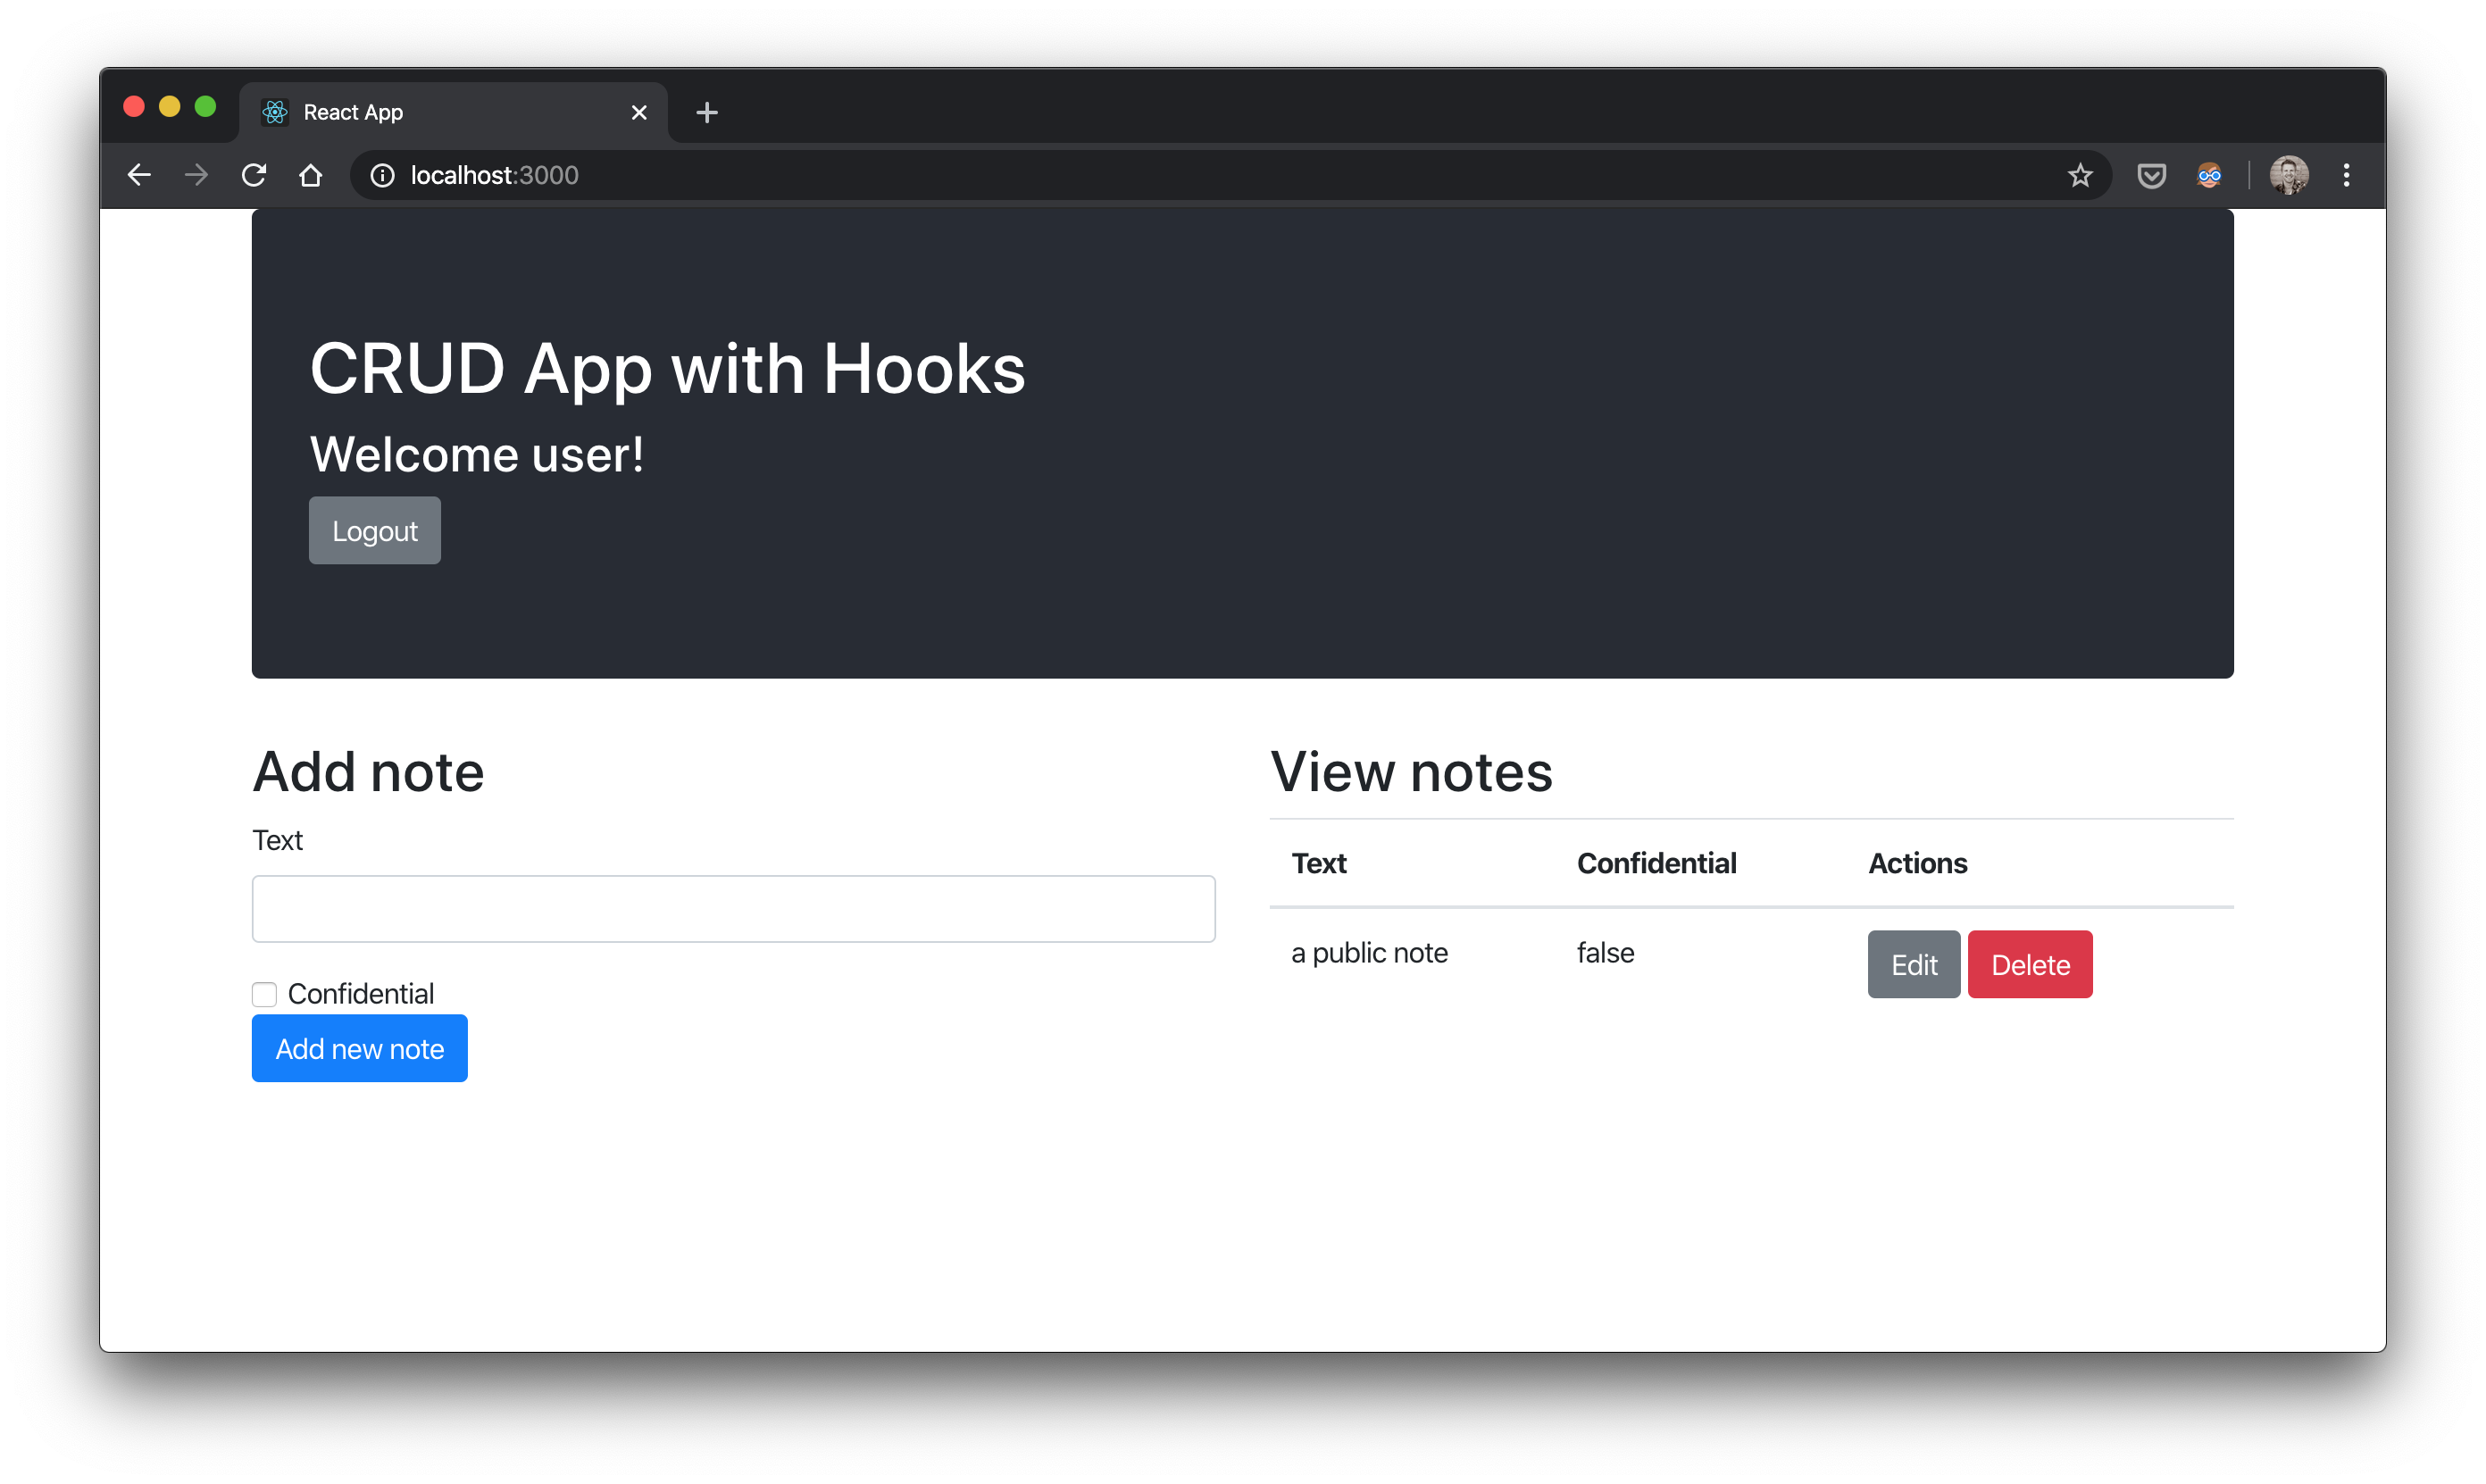 React App
localhost:3000
CRUD App with Hooks
Welcome user!
Logout
Add note
Text
Confidential
Add new note
View notes
Text Confidential Actions
a public note false Edit Delete